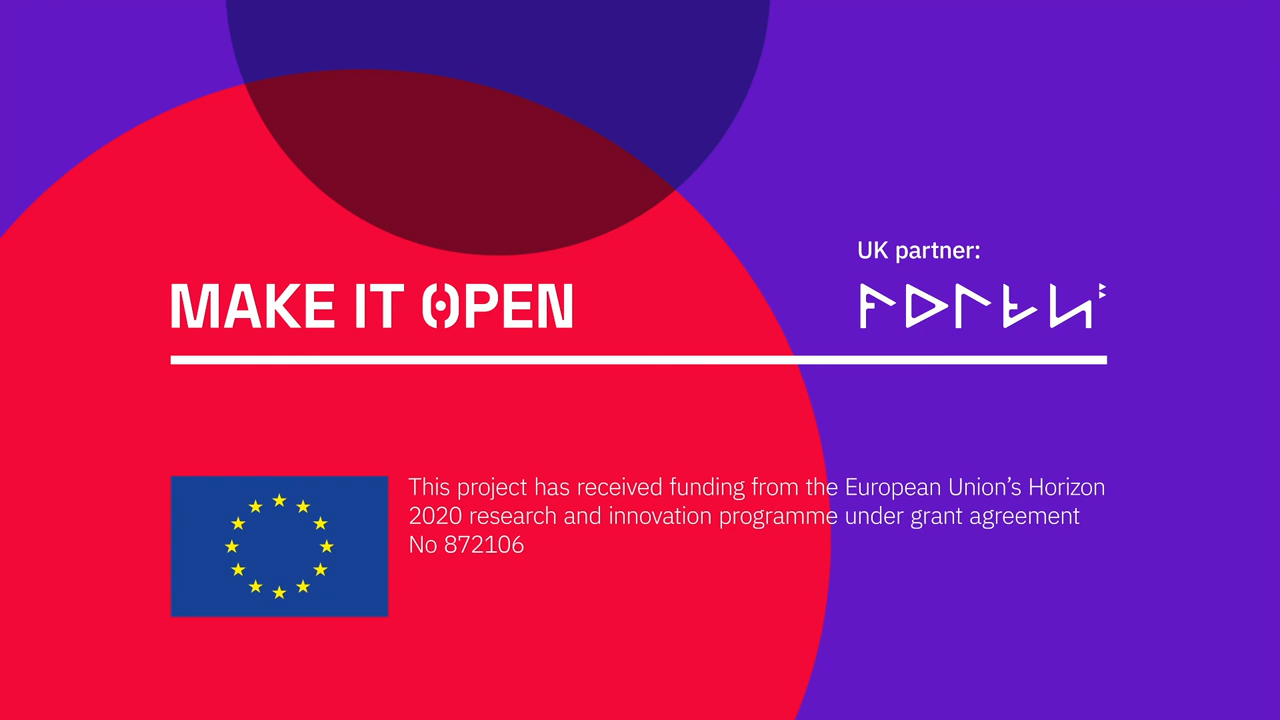 MAKE IT OPEN
UK partner:
This project has received funding from the European Union’s Horizon
2020 research and innovation programme under grant agreement
No 872106